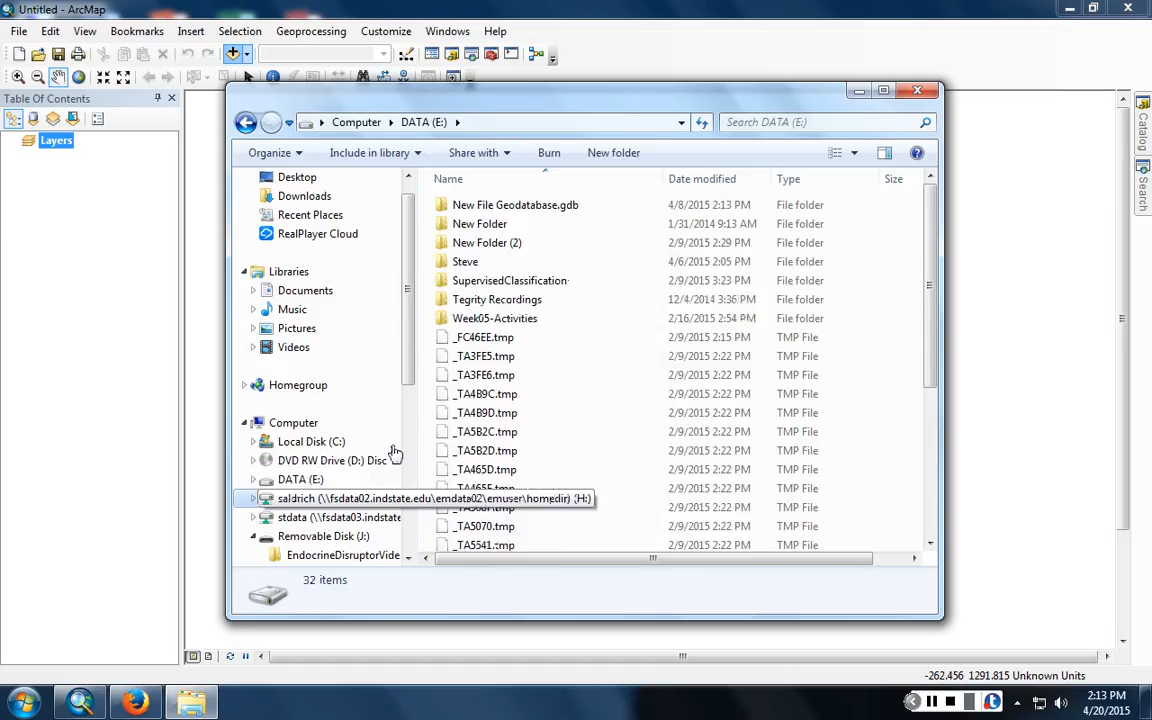 Untitled - ArcMap
File Edit View Bookmarks Insert Selection Geoprocessing Customize Windows Help
Table Of Contents
Layers
Computer DATA (E:) Search DATA (E:)
Organize Include in library Share with Burn New folder
Name Date modified Type Size
Desktop
Downloads
Recent Places
RealPlayer Cloud
Libraries
Documents
Music
Pictures
Videos
Homegroup
Computer
Local Disk (C:)
DVD RW Drive (D:) Disc
DATA (E:)
saldrich (\\fsdata02.indstate.edu\emdata02\emuser\homedir) (H:)
stdata (\\fsdata03.indstate
Removable Disk (J:)
EndocrineDisruptorVide
New File Geodatabase.gdb 4/8/2015 2:13 PM File folder
New Folder 1/31/2014 9:13 AM File folder
New Folder (2) 2/9/2015 2:29 PM File folder
Steve 4/6/2015 2:05 PM File folder
SupervisedClassification 2/9/2015 3:23 PM File folder
Tegrity Recordings 12/4/2014 3:36 PM File folder
Week05-Activities 2/16/2015 2:54 PM File folder
_FC46EE.tmp 2/9/2015 2:15 PM TMP File
_TA3FE5.tmp 2/9/2015 2:22 PM TMP File
_TA3FE6.tmp 2/9/2015 2:22 PM TMP File
_TA4B9C.tmp 2/9/2015 2:22 PM TMP File
_TA4B9D.tmp 2/9/2015 2:22 PM TMP File
_TA5B2C.tmp 2/9/2015 2:22 PM TMP File
_TA5B2D.tmp 2/9/2015 2:22 PM TMP File
_TA465D.tmp 2/9/2015 2:22 PM TMP File
2/9/2015 2:22 PM TMP File
2/9/2015 2:22 PM TMP File
2/9/2015 2:22 PM TMP File
_TA5070.tmp 2/9/2015 2:22 PM TMP File
_TA5541.tmp 2/9/2015 2:22 PM TMP File
32 items
Catalog
Search
-262.456 1291.815 Unknown Units
2:13 PM
4/20/2015